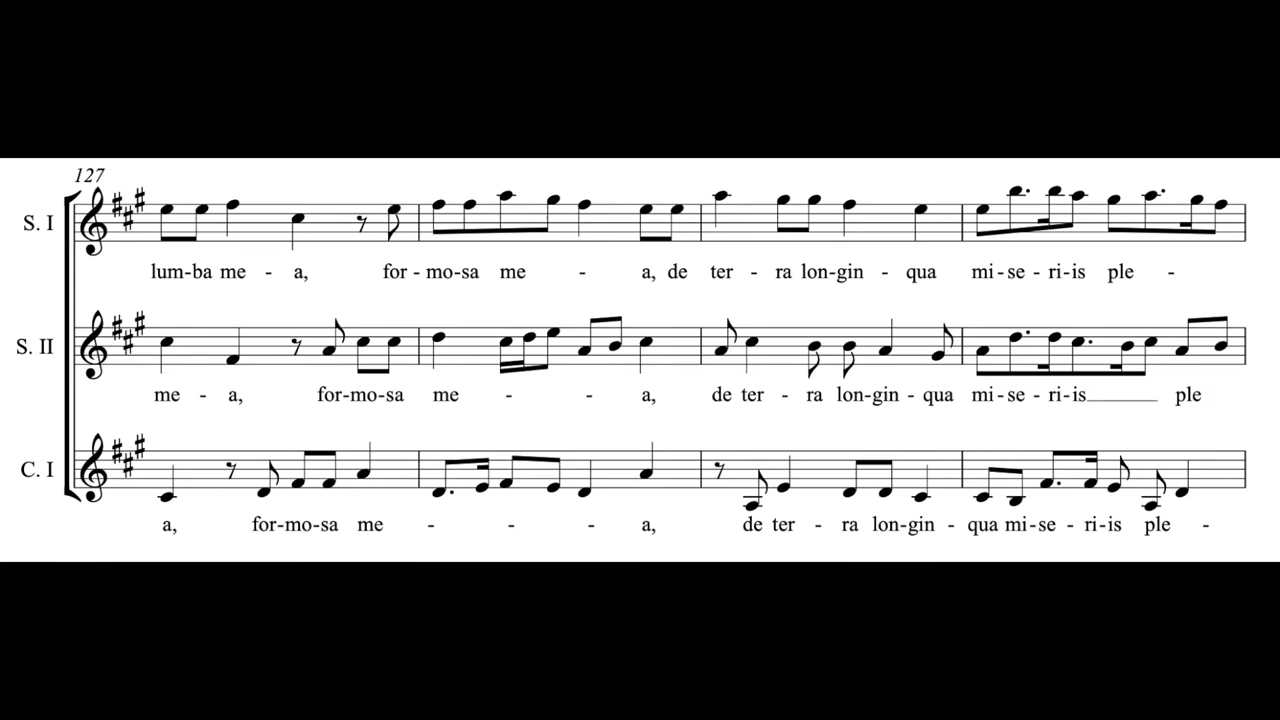 127
S. I
lum-ba me - a, for - mo-sa me - a, de ter - ra lon-gin - qua mi-se-ri-is ple -
S. II
me - a, for-mo-sa me - - a, de ter - ra lon-gin - qua mi-se-ri-is____ ple
C. I
a, for-mo-sa me - - - a, de ter - ra lon-gin - qua mi-se - ri-is ple -